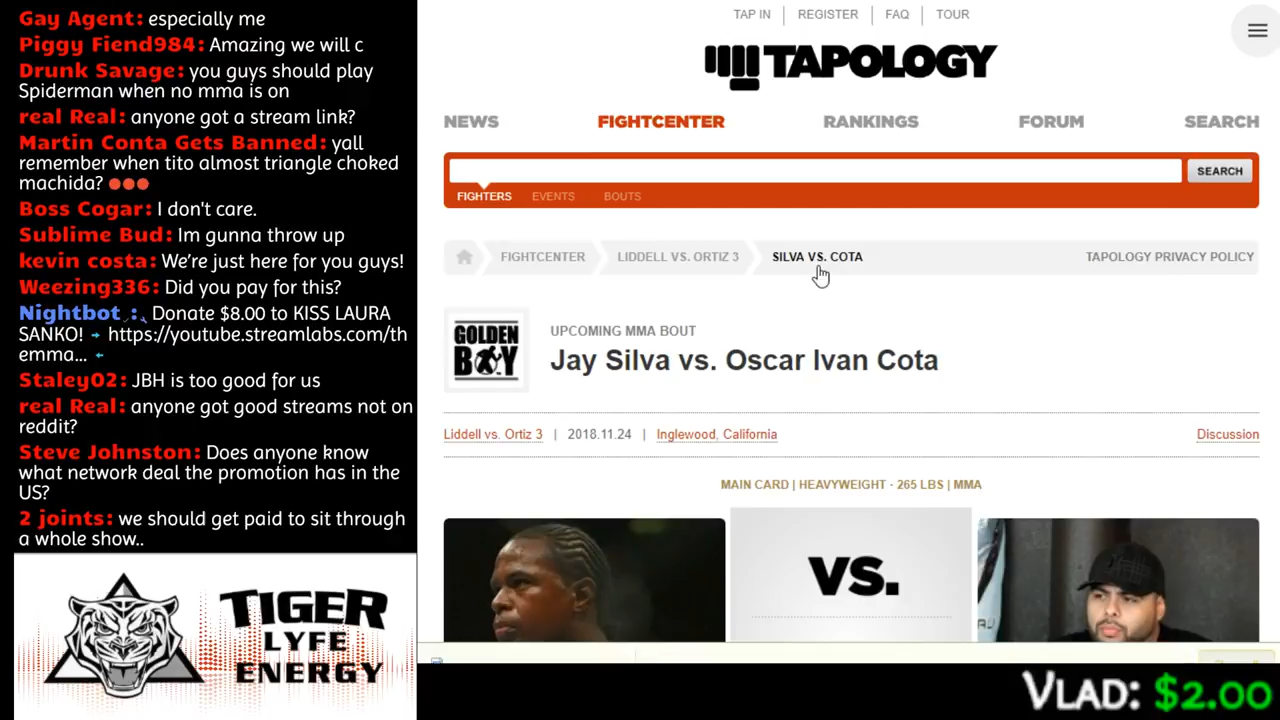 Gay Agent: especially me
Piggy Fiend984: Amazing we will c
Drunk Savage: you guys should play
Spiderman when no mma is on
real Real: anyone got a stream link?
Martin Conta Gets Banned: yall
remember when tito almost triangle choked
machida?
Boss Cogar: I don't care.
Sublime Bud: Im gunna throw up
kevin costa: We're just here for you guys!
Weezing336: Did you pay for this?
Nightbot: Donate $8.00 to KISS LAURA
SANKO! → https://youtube.streamlabs.com/th
emma... ←
Staley02: JBH is too good for us
real Real: anyone got good streams not on
reddit?
Steve Johnston: Does anyone know
what network deal the promotion has in the
US?
2 joints: we should get paid to sit through
a whole show..
TIGER
LYFE
ENERGY
TAP IN | REGISTER | FAQ | TOUR
TAPOLOGY
NEWS FIGHTCENTER RANKINGS FORUM SEARCH
SEARCH
FIGHTERS EVENTS BOUTS
FIGHTCENTER LIDDELL VS. ORTIZ 3 SILVA VS. COTA TAPOLOGY PRIVACY POLICY
GOLDEN
BOY
UPCOMING MMA BOUT
Jay Silva vs. Oscar Ivan Cota
Liddell vs. Ortiz 3 | 2018.11.24 | Inglewood, California Discussion
MAIN CARD | HEAVYWEIGHT · 265 LBS | MMA
VS.
VLAD: $2.00